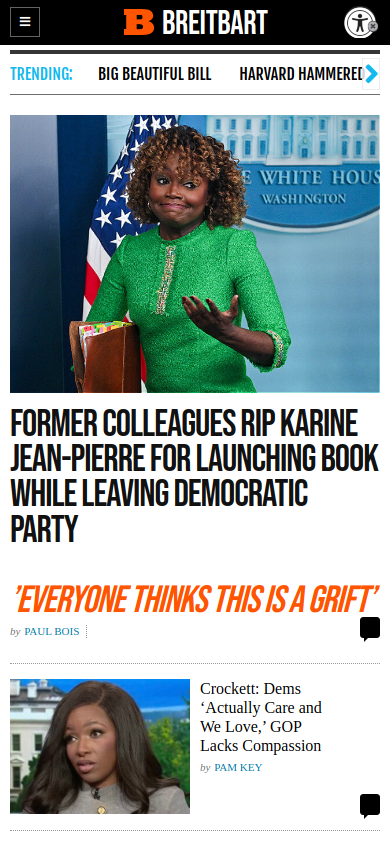 BREITBART
TRENDING:
BIG BEAUTIFUL BILL
HARVARD HAMMERED
WHITE HOUS
WASHINGTON
FORMER COLLEAGUES RIP KARINE
JEAN-PIERRE FOR LAUNCHING BOOK
WHILE LEAVING DEMOCRATIC
PARTY
'EVERYONE THINKS THIS IS A GRIFT'
by PAUL BOIS
Crockett: Dems
‘Actually Care and
We Love,’ GOP
Lacks Compassion
by PAM KEY